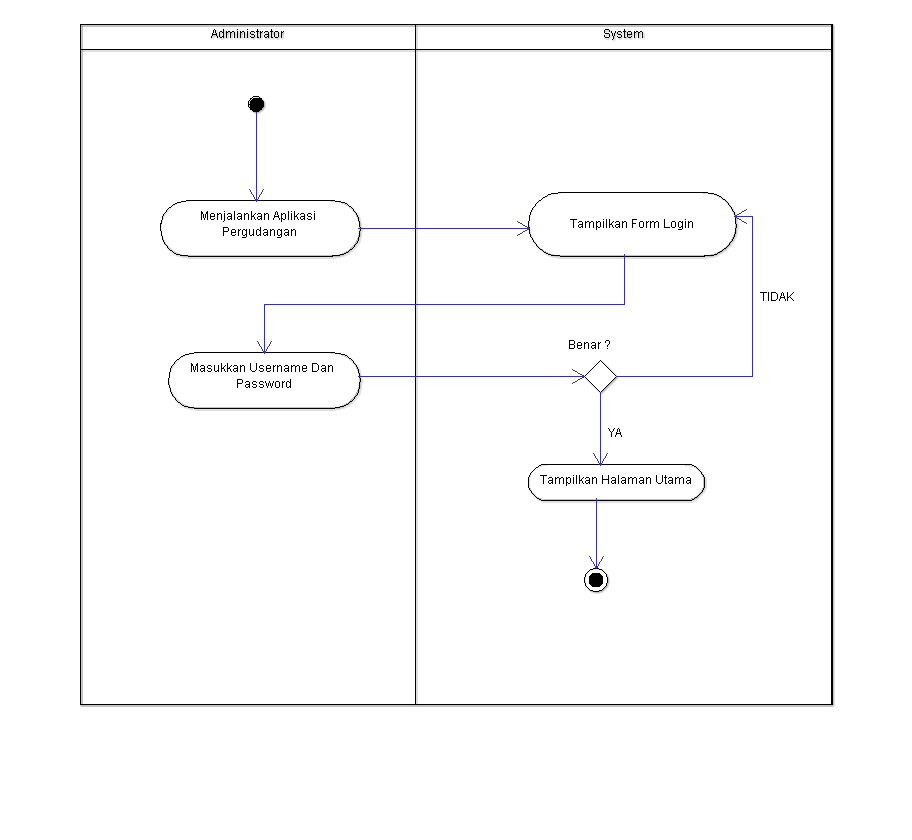 Administrator
System
Menjalankan Aplikasi
Pergudangan
Tampilkan Form Login
TIDAK
Benar ?
Masukkan Username Dan
Password
YA
Tampilkan Halaman Utama